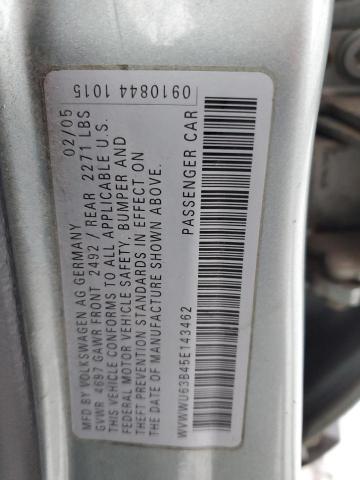 0910844 1015
MFD BY VOLKSWAGEN AG GERMANY 02/05
GVWR 4687 GAWR FRONT 2492 / REAR 2271 LBS
THIS VEHICLE CONFORMS TO ALL APPLICABLE U.S.
FEDERAL MOTOR VEHICLE SAFETY, BUMPER AND
THEFT PREVENTION STANDARDS IN EFFECT ON
THE DATE OF MANUFACTURE SHOWN ABOVE.
WVWWU63B45E143462 PASSENGER CAR